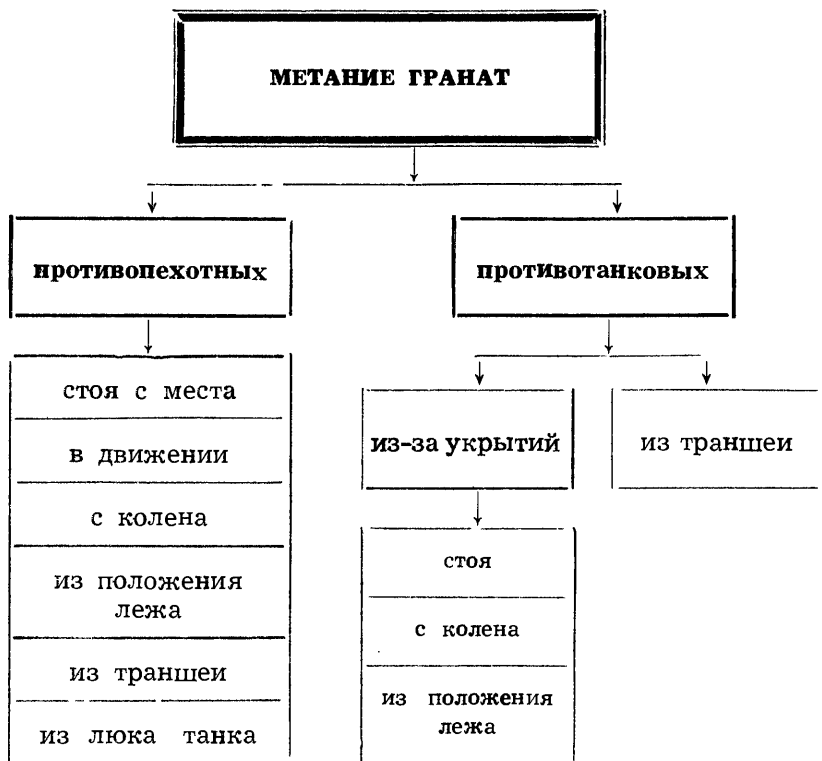 МЕТАНИЕ ГРАНАТ
противопехотных
противотанковых
стоя с места
в движении
с колена
из положения
лежа
из траншеи
из люка танка
из-за укрытий
из траншеи
стоя
с колена
из положения
лежа